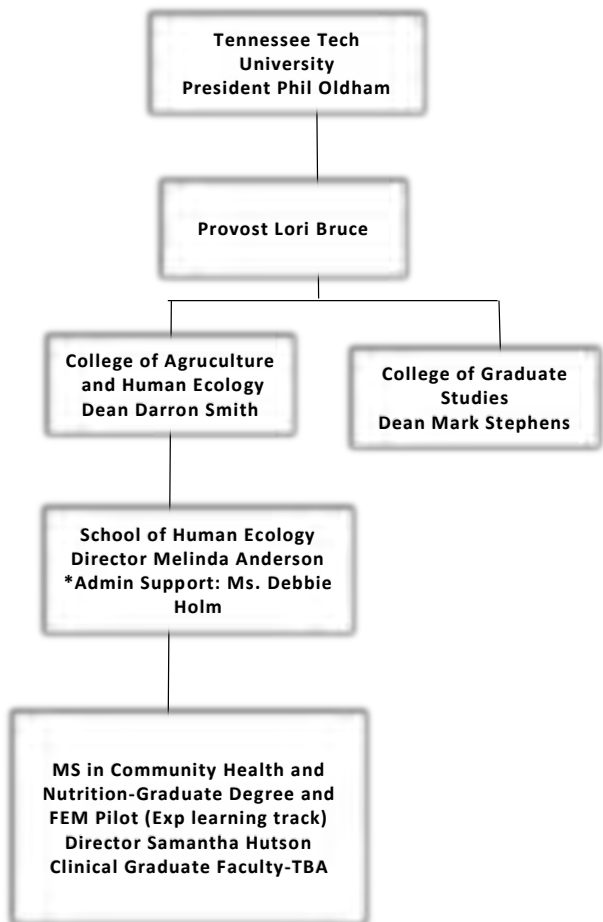 Tennessee Tech
University
President Phil Oldham
Provost Lori Bruce
College of Agruculture
and Human Ecology
Dean Darron Smith
College of Graduate
Studies
Dean Mark Stephens
School of Human Ecology
Director Melinda Anderson
*Admin Support: Ms. Debbie
Holm
MS in Community Health and
Nutrition-Graduate Degree and
FEM Pilot (Exp learning track)
Director Samantha Hutson
Clinical Graduate Faculty-TBA